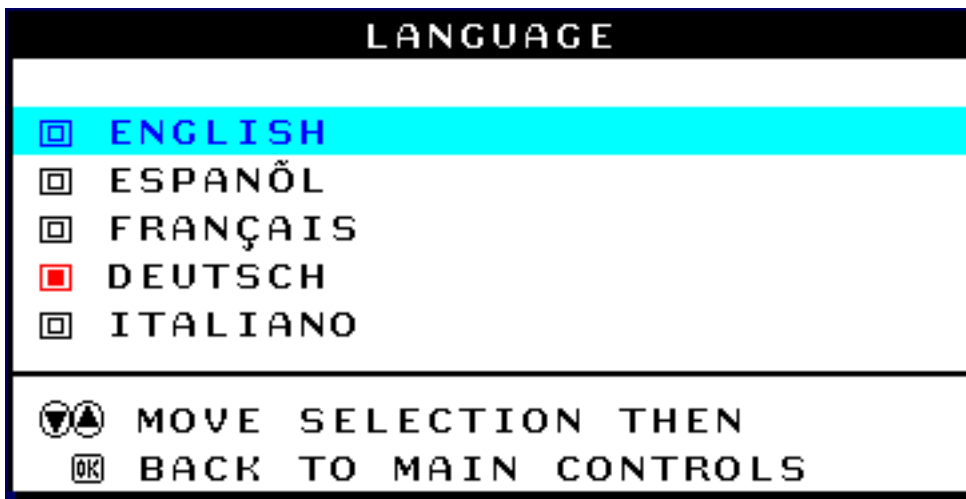 LANGUAGE
ENGLISH
ESPANÕL
FRANÇAIS
DEUTSCH
ITALIANO
MOVE SELECTION THEN
OK BACK TO MAIN CONTROLS